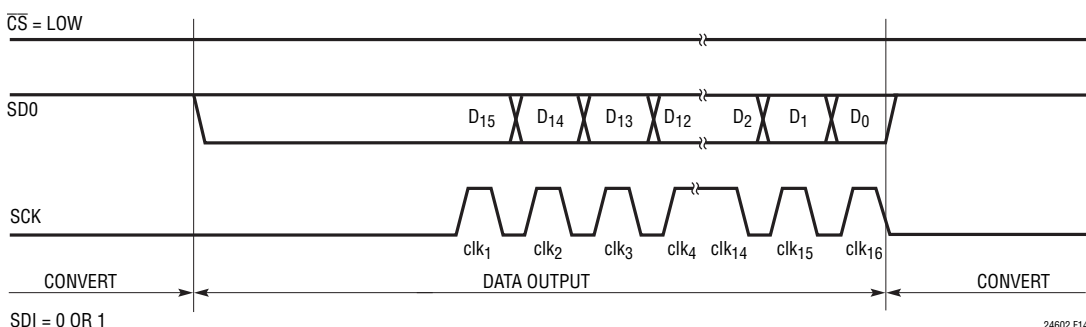 CS = LOW
SD0
D15 D14 D13 D12 D2 D1 D0
SCK
clk1 clk2 clk3 clk4 clk14 clk15 clk16
CONVERT DATA OUTPUT CONVERT
SDI = 0 OR 1
24602 F14